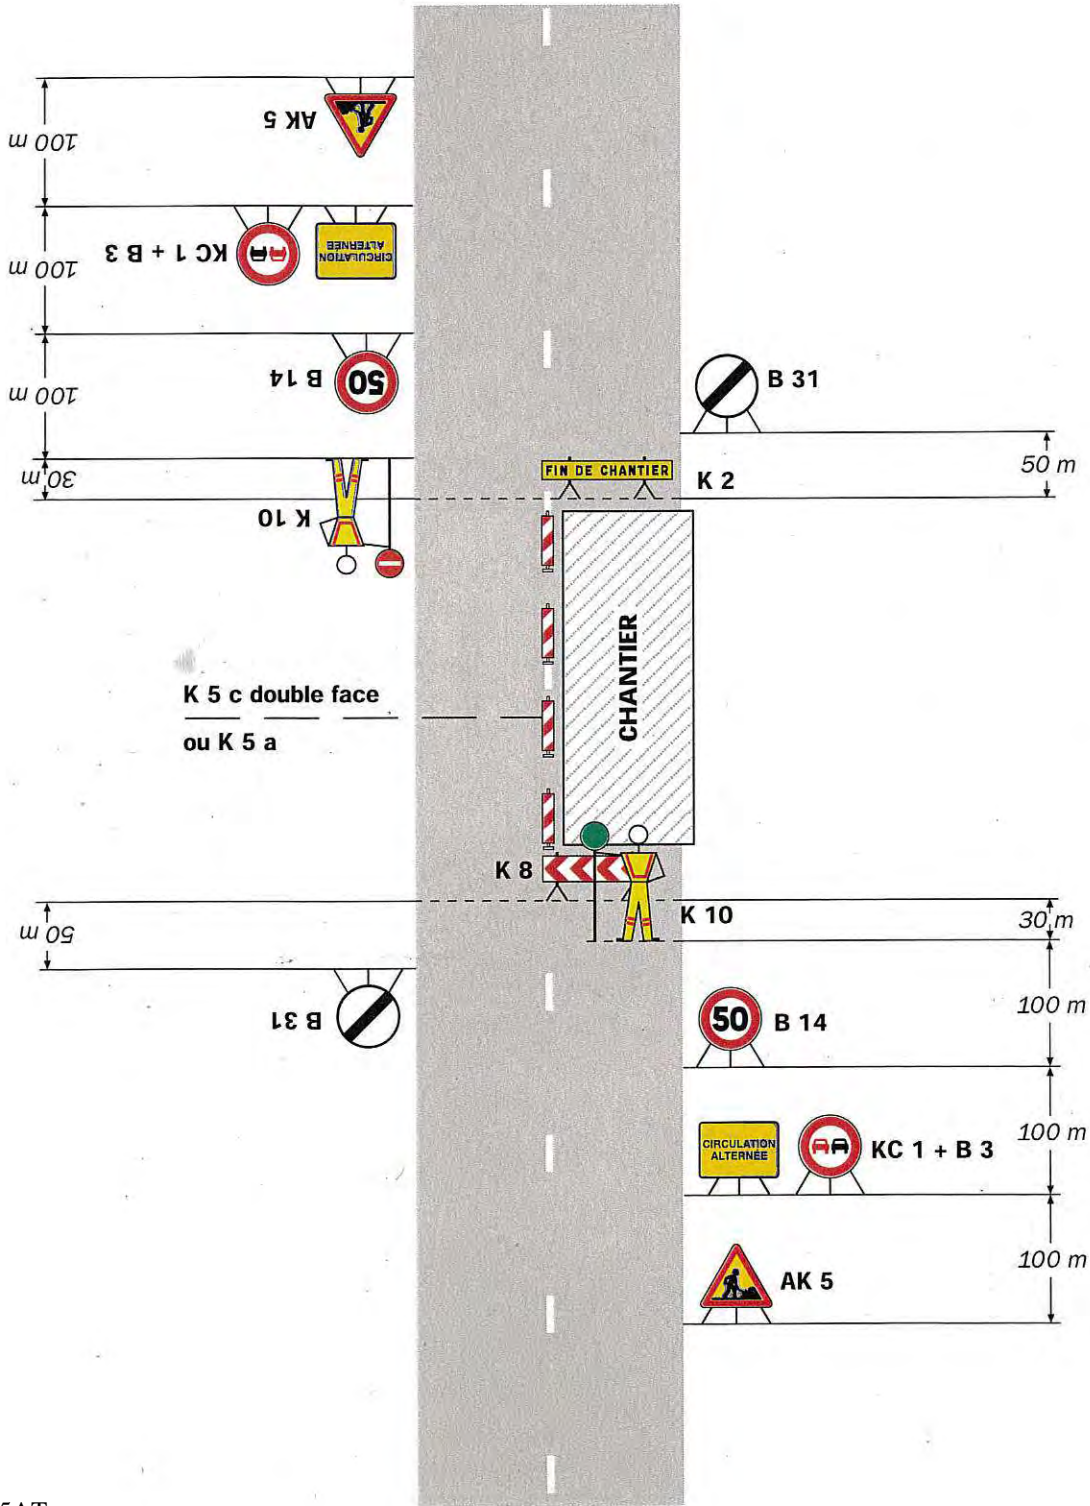 AK 5
100 m
KC 1 + B 3
CIRCULATION
ALTERNÉE
100 m
B 14
50
100 m
B 31
30 m
FIN DE CHANTIER
K 2
50 m
K 10
CHANTIER
K 5 c double face
ou K 5 a
K 8
K 10
30 m
50 m
B 31
50
B 14
100 m
CIRCULATION
ALTERNÉE
KC 1 + B 3
100 m
AK 5
100 m
5AT